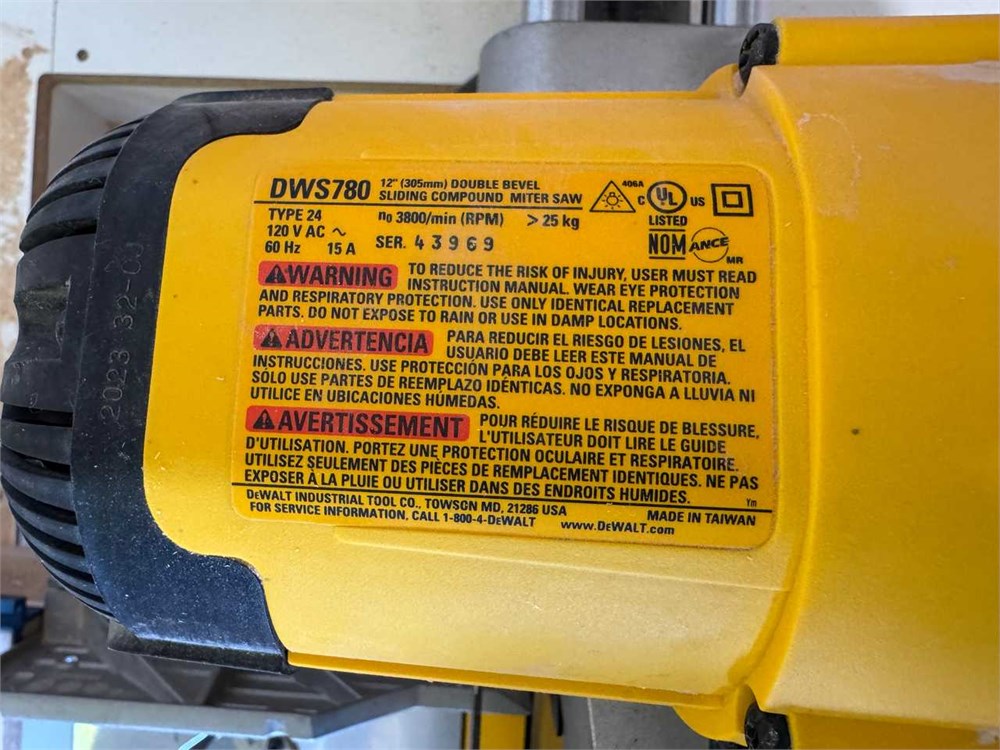 DWS780 12" (305mm) DOUBLE BEVEL
SLIDING COMPOUND MITER SAW
406A
C UL US
LISTED
NOM ANCE
MR
TYPE 24
120 V AC ~
60 Hz 15 A
n0 3800/min (RPM) > 25 kg
SER. 43969
WARNING TO REDUCE THE RISK OF INJURY, USER MUST READ
INSTRUCTION MANUAL. WEAR EYE PROTECTION
AND RESPIRATORY PROTECTION. USE ONLY IDENTICAL REPLACEMENT
PARTS. DO NOT EXPOSE TO RAIN OR USE IN DAMP LOCATIONS.
ADVERTENCIA PARA REDUCIR EL RIESGO DE LESIONES, EL
USUARIO DEBE LEER ESTE MANUAL DE
INSTRUCCIONES. USE PROTECCIÓN PARA LOS OJOS Y RESPIRATORIA.
SÓLO USE PARTES DE REEMPLAZO IDÉNTICAS. NO EXPONGA A LLUVIA NI
UTILICE EN UBICACIONES HÚMEDAS.
AVERTISSEMENT POUR RÉDUIRE LE RISQUE DE BLESSURE,
L'UTILISATEUR DOIT LIRE LE GUIDE
D'UTILISATION. PORTEZ UNE PROTECTION OCULAIRE ET RESPIRATOIRE.
UTILISEZ SEULEMENT DES PIÈCES DE REMPLACEMENT IDENTIQUES. NE PAS
EXPOSER À LA PLUIE OU UTILISER DANS DES ENDROITS HUMIDES.
Ym
DEWALT INDUSTRIAL TOOL CO., TOWSON MD, 21286 USA
FOR SERVICE INFORMATION, CALL 1-800-4-DEWALT www.DEWALT.com
MADE IN TAIWAN
2023 32-